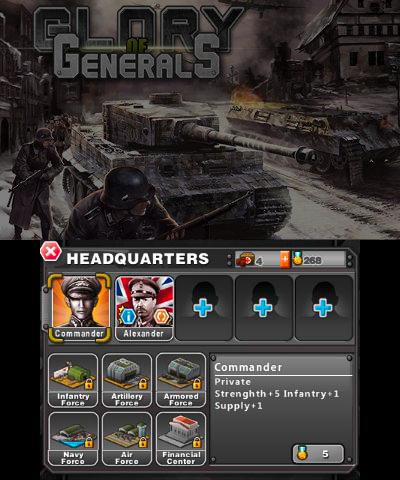 GLORY
OF
GENERALS
HEADQUARTERS
4
268
Commander
Alexander
Infantry
Force
Artillery
Force
Armored
Force
Navy
Force
Air
Force
Financial
Center
Commander
Private
Strenghth+5 Infantry+1
Supply+1
5